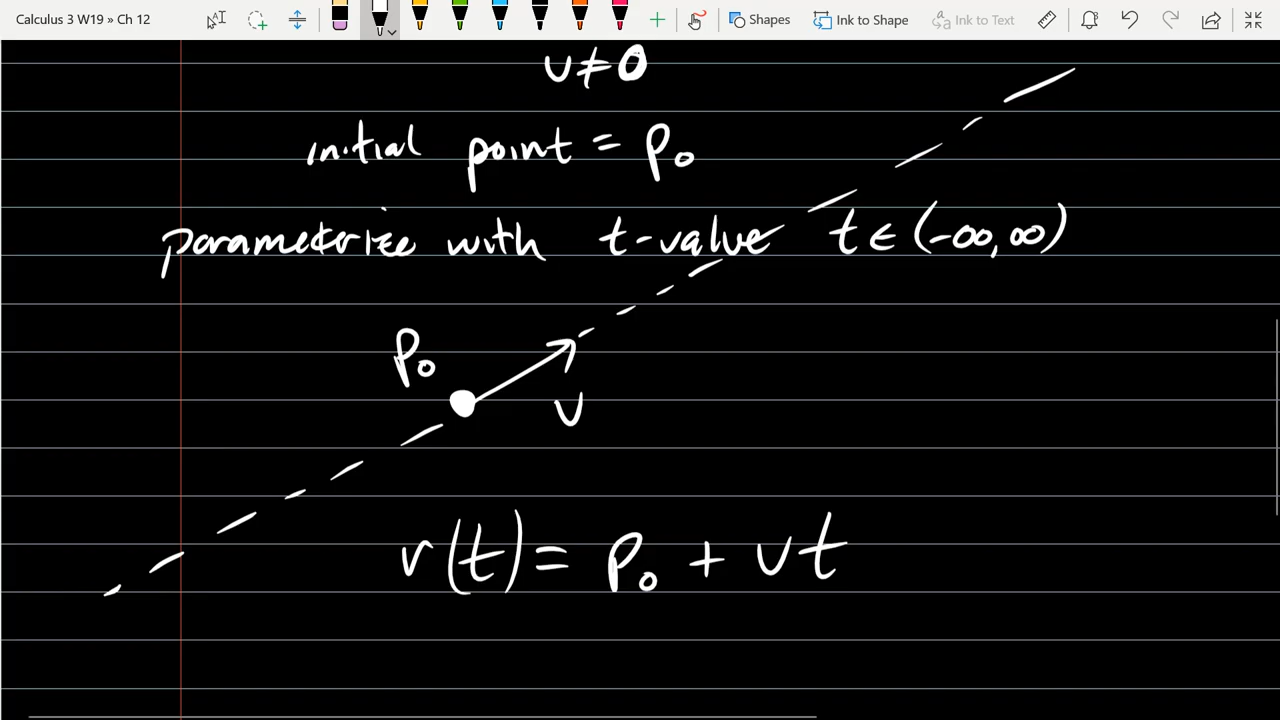 Calculus 3 W19 » Ch 12
Shapes
Ink to Shape
Ink to Text
v ≠ 0
initial point = p₀
parametrize with t-value t ∈ (-∞, ∞)
p₀
v
r(t) = p₀ + vt